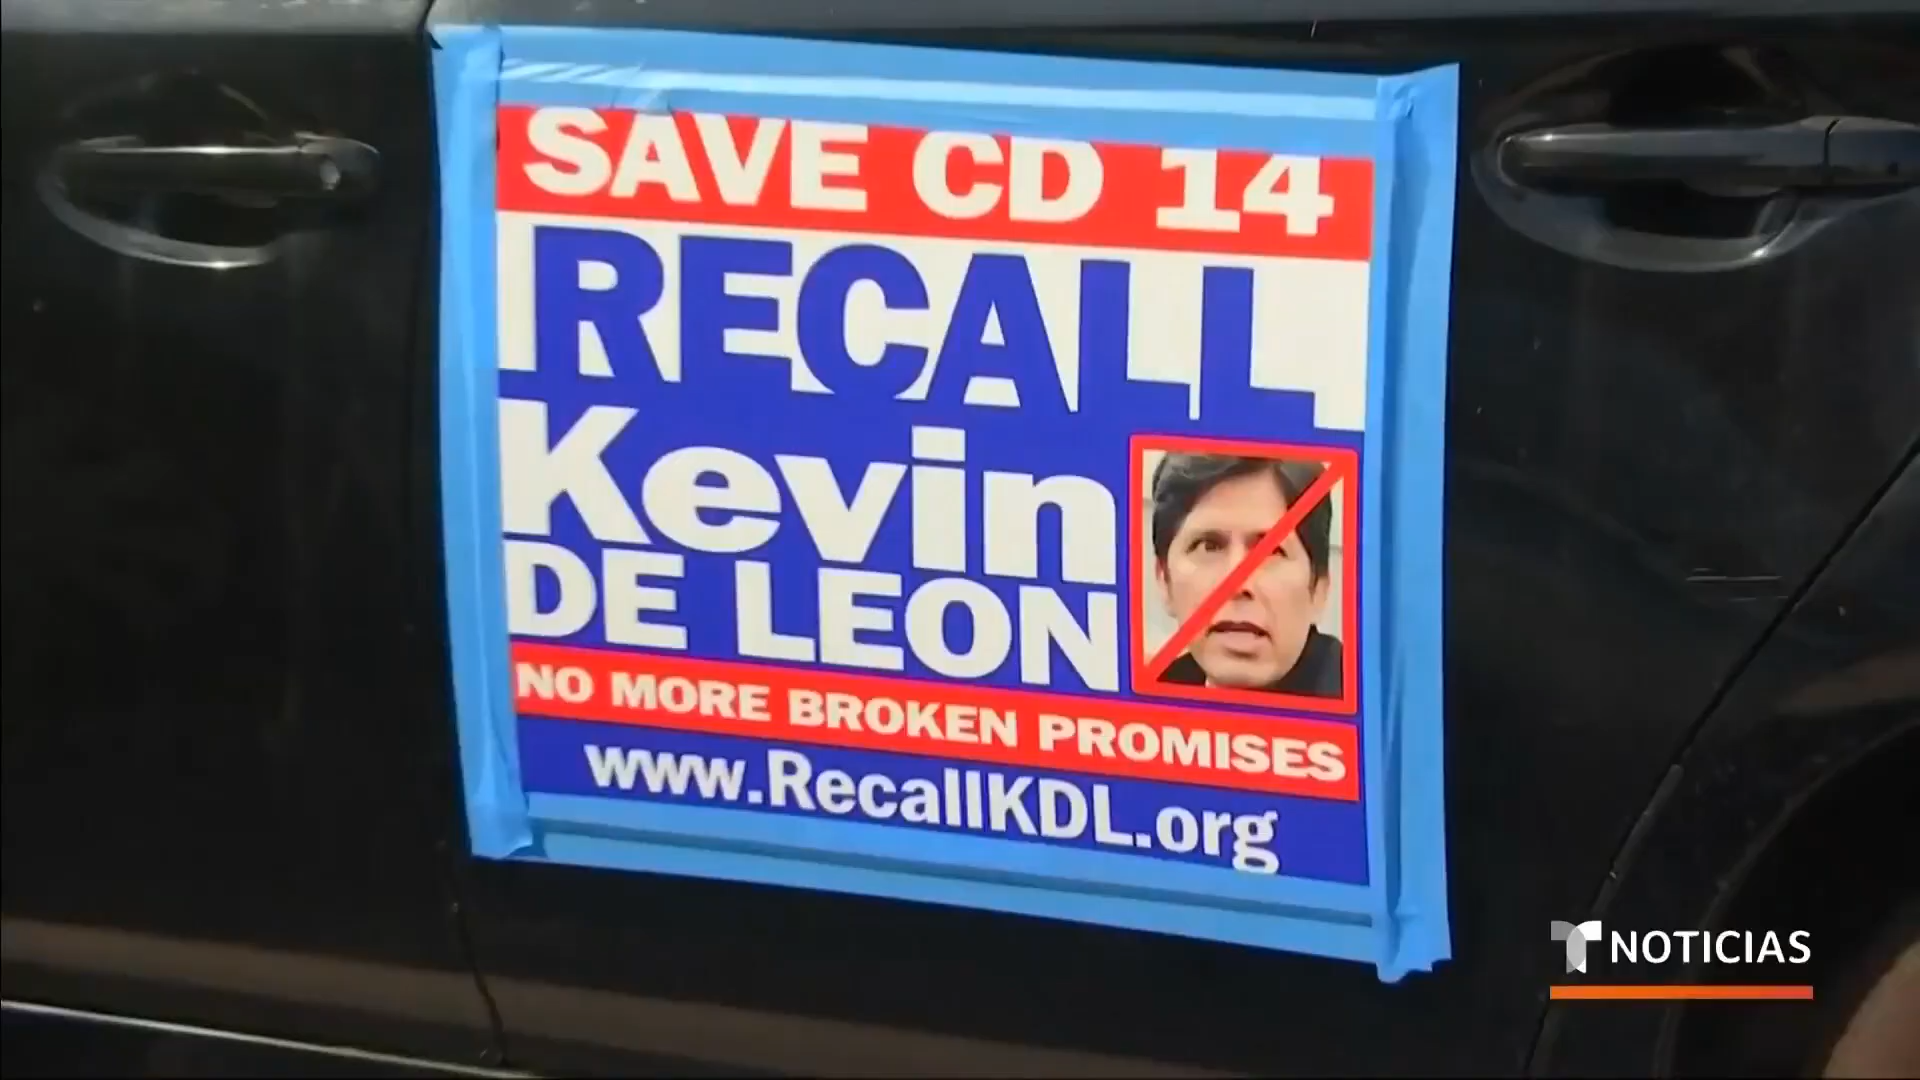 SAVE CD 14
RECALL
Kevin
DE LEON
NO MORE BROKEN PROMISES
www.RecallKDL.org
NOTICIAS